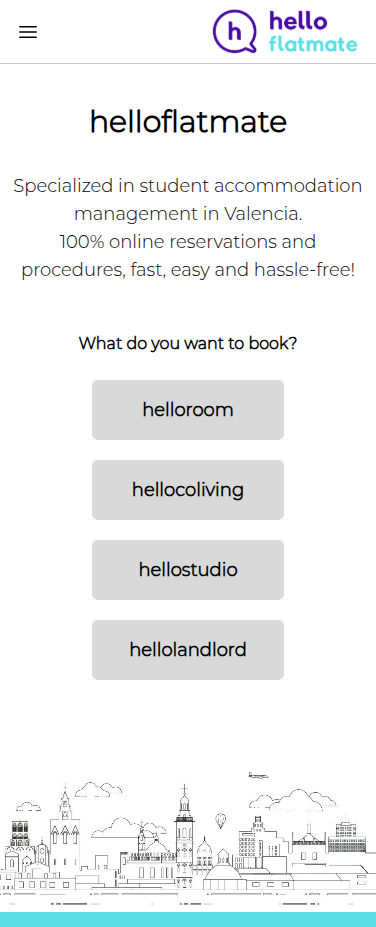 h
hello
flatmate
helloflatmate
Specialized in student accommodation
management in Valencia.
100% online reservations and
procedures, fast, easy and hassle-free!
What do you want to book?
helloroom
hellocoliving
hellostudio
hellolandlord